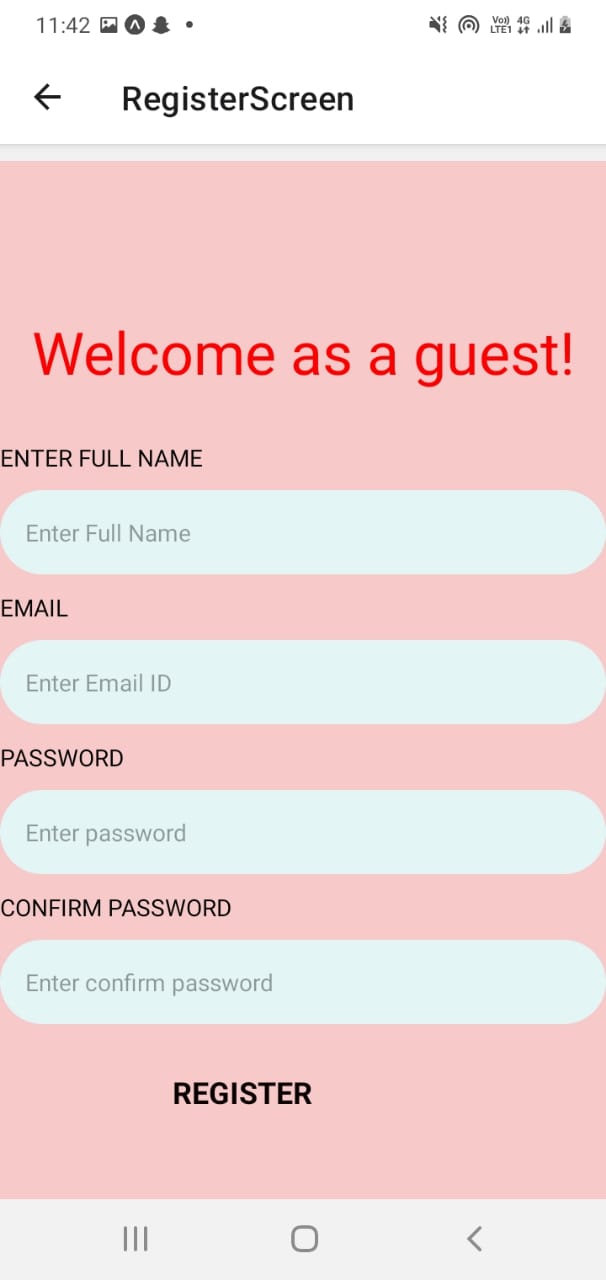 11:42
Vo)) 4G
LTE1
RegisterScreen
Welcome as a guest!
ENTER FULL NAME
Enter Full Name
EMAIL
Enter Email ID
PASSWORD
Enter password
CONFIRM PASSWORD
Enter confirm password
REGISTER